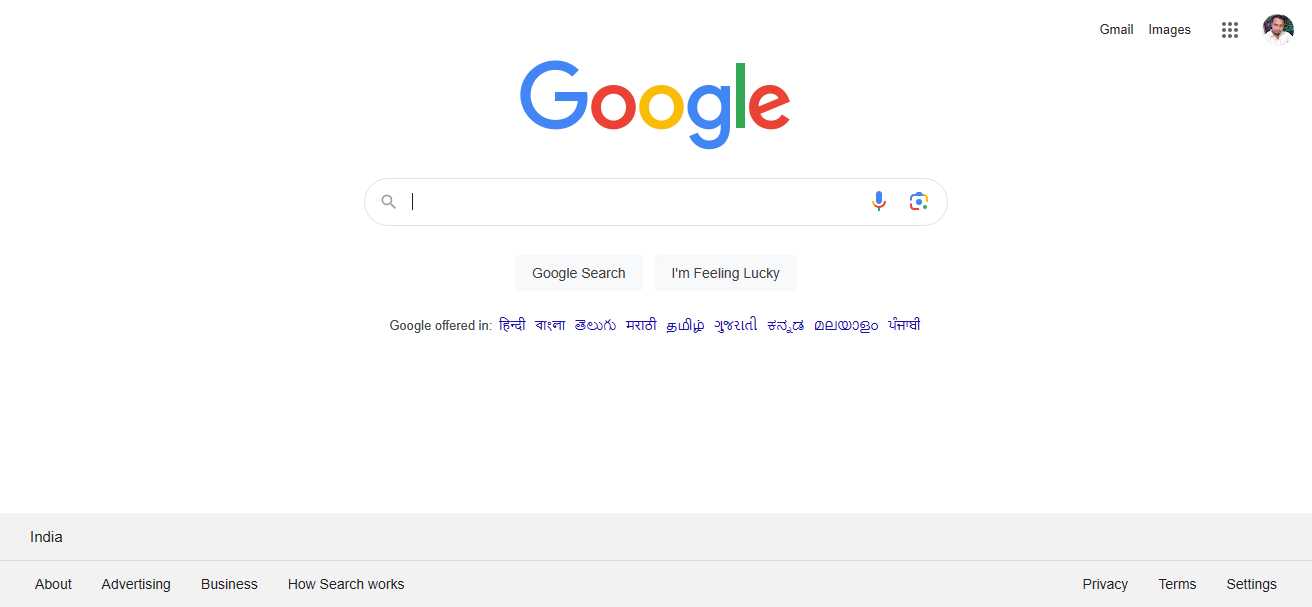 Gmail Images
Google
Google Search I'm Feeling Lucky
Google offered in: हिन्दी বাংলা తెలుగు मराठी தமிழ் ગુજરાતી ಕನ್ನಡ മലയാളം ਪੰਜਾਬੀ
India
About Advertising Business How Search works Privacy Terms Settings